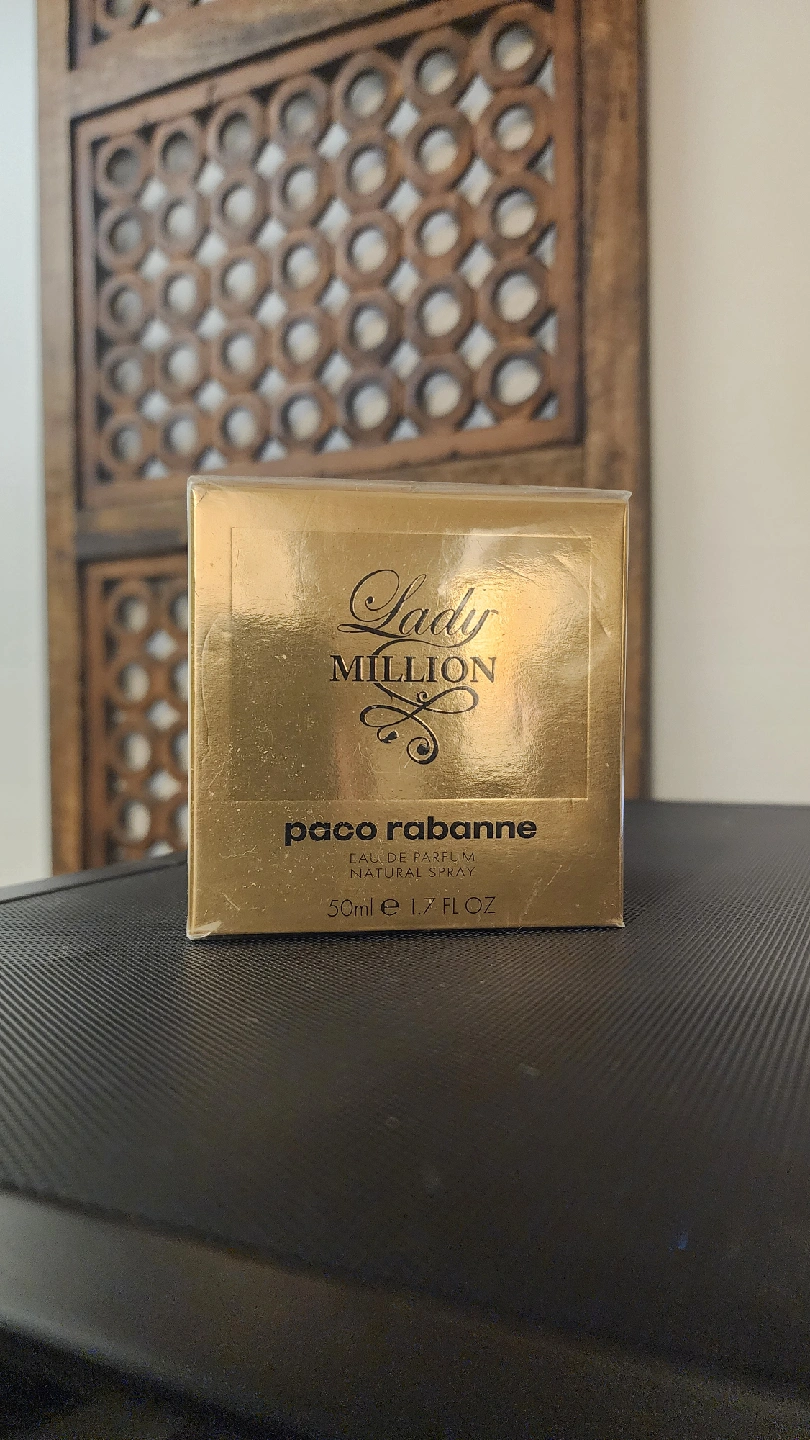 Lady
MILLION
paco rabanne
EAU DE PARFUM
NATURAL SPRAY
50ml ℮ 1.7 FL OZ